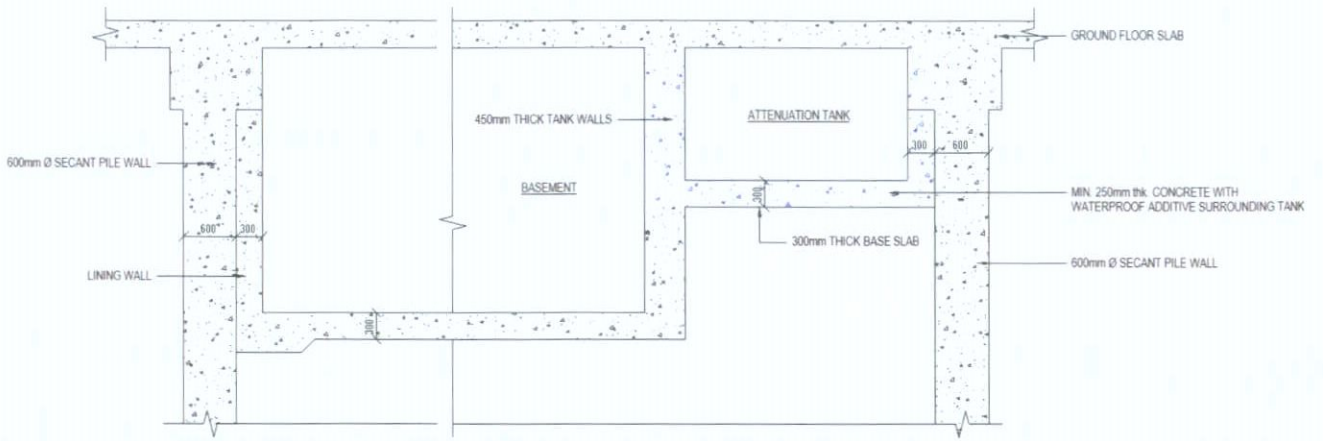 GROUND FLOOR SLAB
450mm THICK TANK WALLS
ATTENUATION TANK
600mm Ø SECANT PILE WALL
300
600
BASEMENT
300
MIN. 250mm thk. CONCRETE WITH
WATERPROOF ADDITIVE SURROUNDING TANK
600
300
300mm THICK BASE SLAB
600mm Ø SECANT PILE WALL
LINING WALL
300